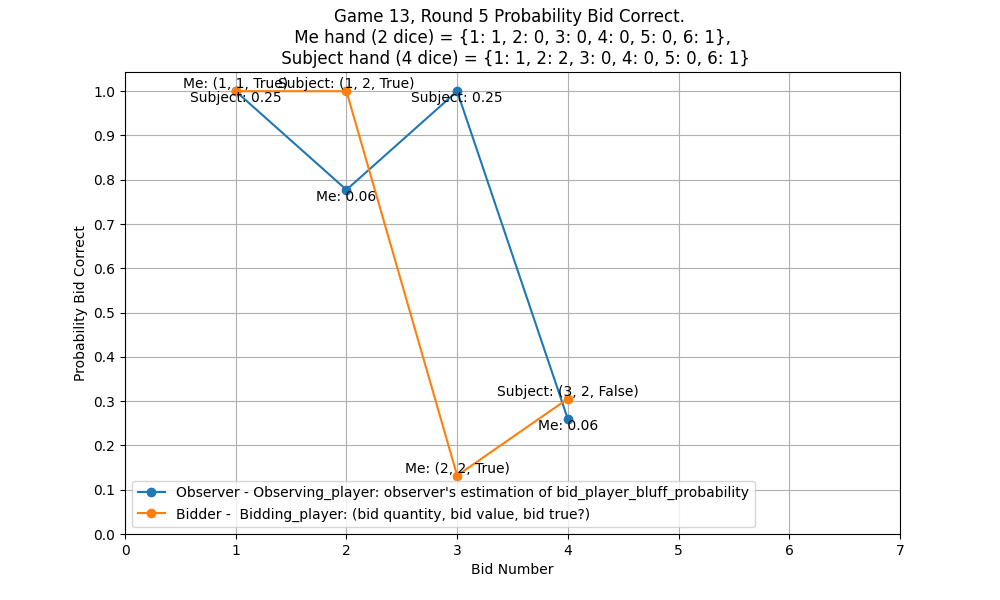 Game 13, Round 5 Probability Bid Correct.
Me hand (2 dice) = {1: 1, 2: 0, 3: 0, 4: 0, 5: 0, 6: 1},
Subject hand (4 dice) = {1: 1, 2: 2, 3: 0, 4: 0, 5: 0, 6: 1}
Me: (1, 1, True)
Subject: (1, 2, True)
Subject: 0.25
Subject: 0.25
Me: 0.06
Subject: (3, 2, False)
Me: 0.06
Me: (2, 2, True)
Observer - Observing_player: observer's estimation of bid_player_bluff_probability
Bidder -  Bidding_player: (bid quantity, bid value, bid true?)
Probability Bid Correct
1.0
0.9
0.8
0.7
0.6
0.5
0.4
0.3
0.2
0.1
0.0
0 1 2 3 4 5 6 7
Bid Number